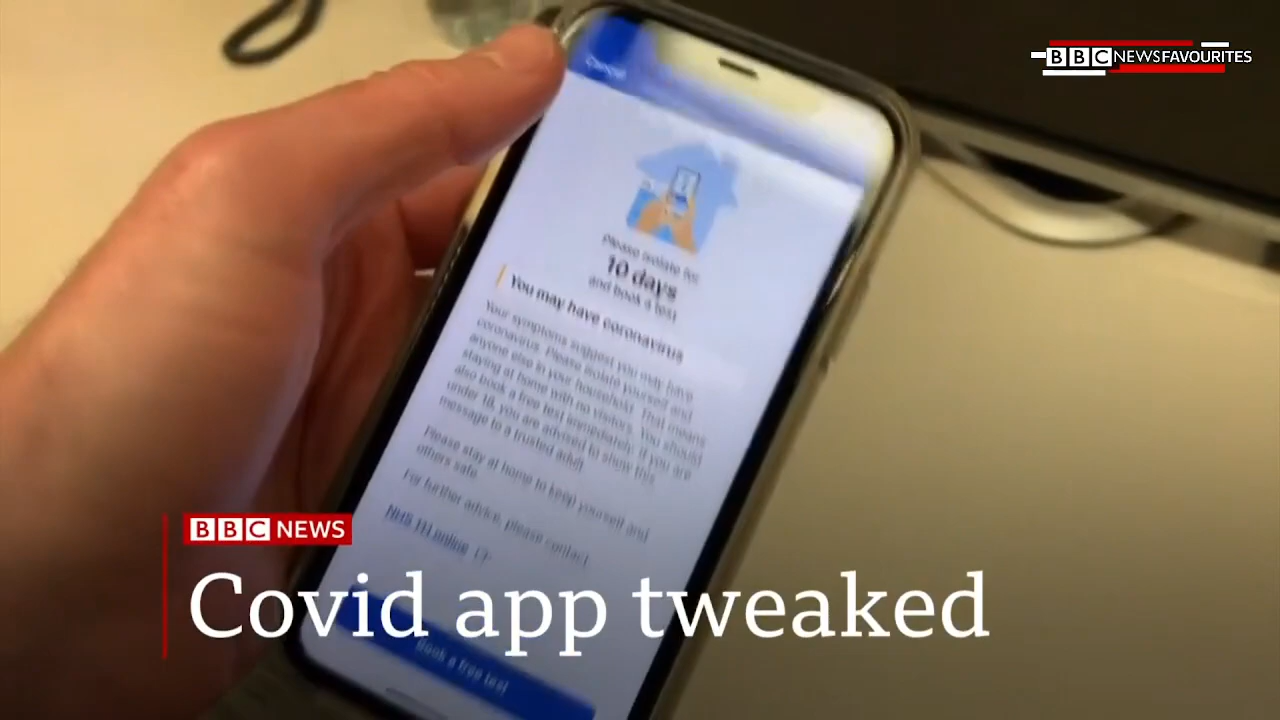 BBC NEWSFAVOURITES
Cancel
Please isolate for
10 days
and book a test
You may have coronavirus
Your symptoms suggest you may have
coronavirus. Please isolate yourself and
anyone else in your household. That means
staying at home with no visitors. You should
also book a free test immediately. If you are
under 18, you are advised to show this
message to a trusted adult.
Please stay at home to keep yourself and
others safe.
For further advice, please contact:
NHS 111 online
Book a free test
BBC NEWS
Covid app tweaked